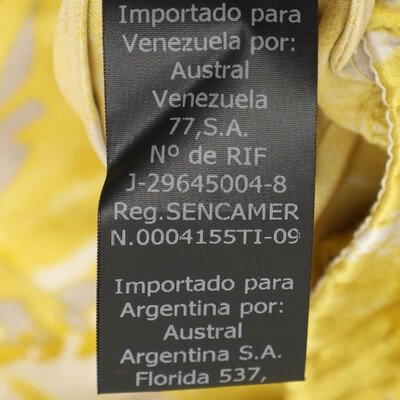 Importado para
Venezuela por:
Austral
Venezuela
77,S.A.
Nº de RIF
J-29645004-8
Reg.SENCAMER
N.0004155TI-09
Importado para
Argentina por:
Austral
Argentina S.A.
Florida 537,